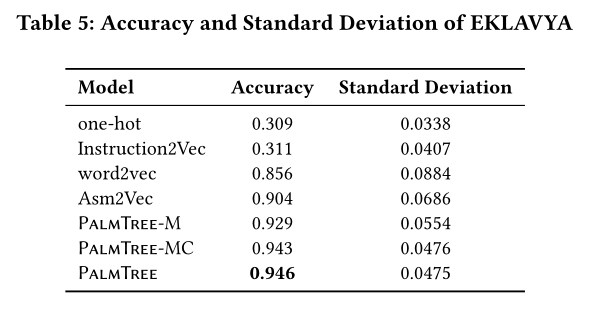 Table 5: Accuracy and Standard Deviation of EKLAVYA
Model Accuracy Standard Deviation
one-hot 0.309 0.0338
Instruction2Vec 0.311 0.0407
word2vec 0.856 0.0884
Asm2Vec 0.904 0.0686
PalmTree-M 0.929 0.0554
PalmTree-MC 0.943 0.0476
PalmTree 0.946 0.0475